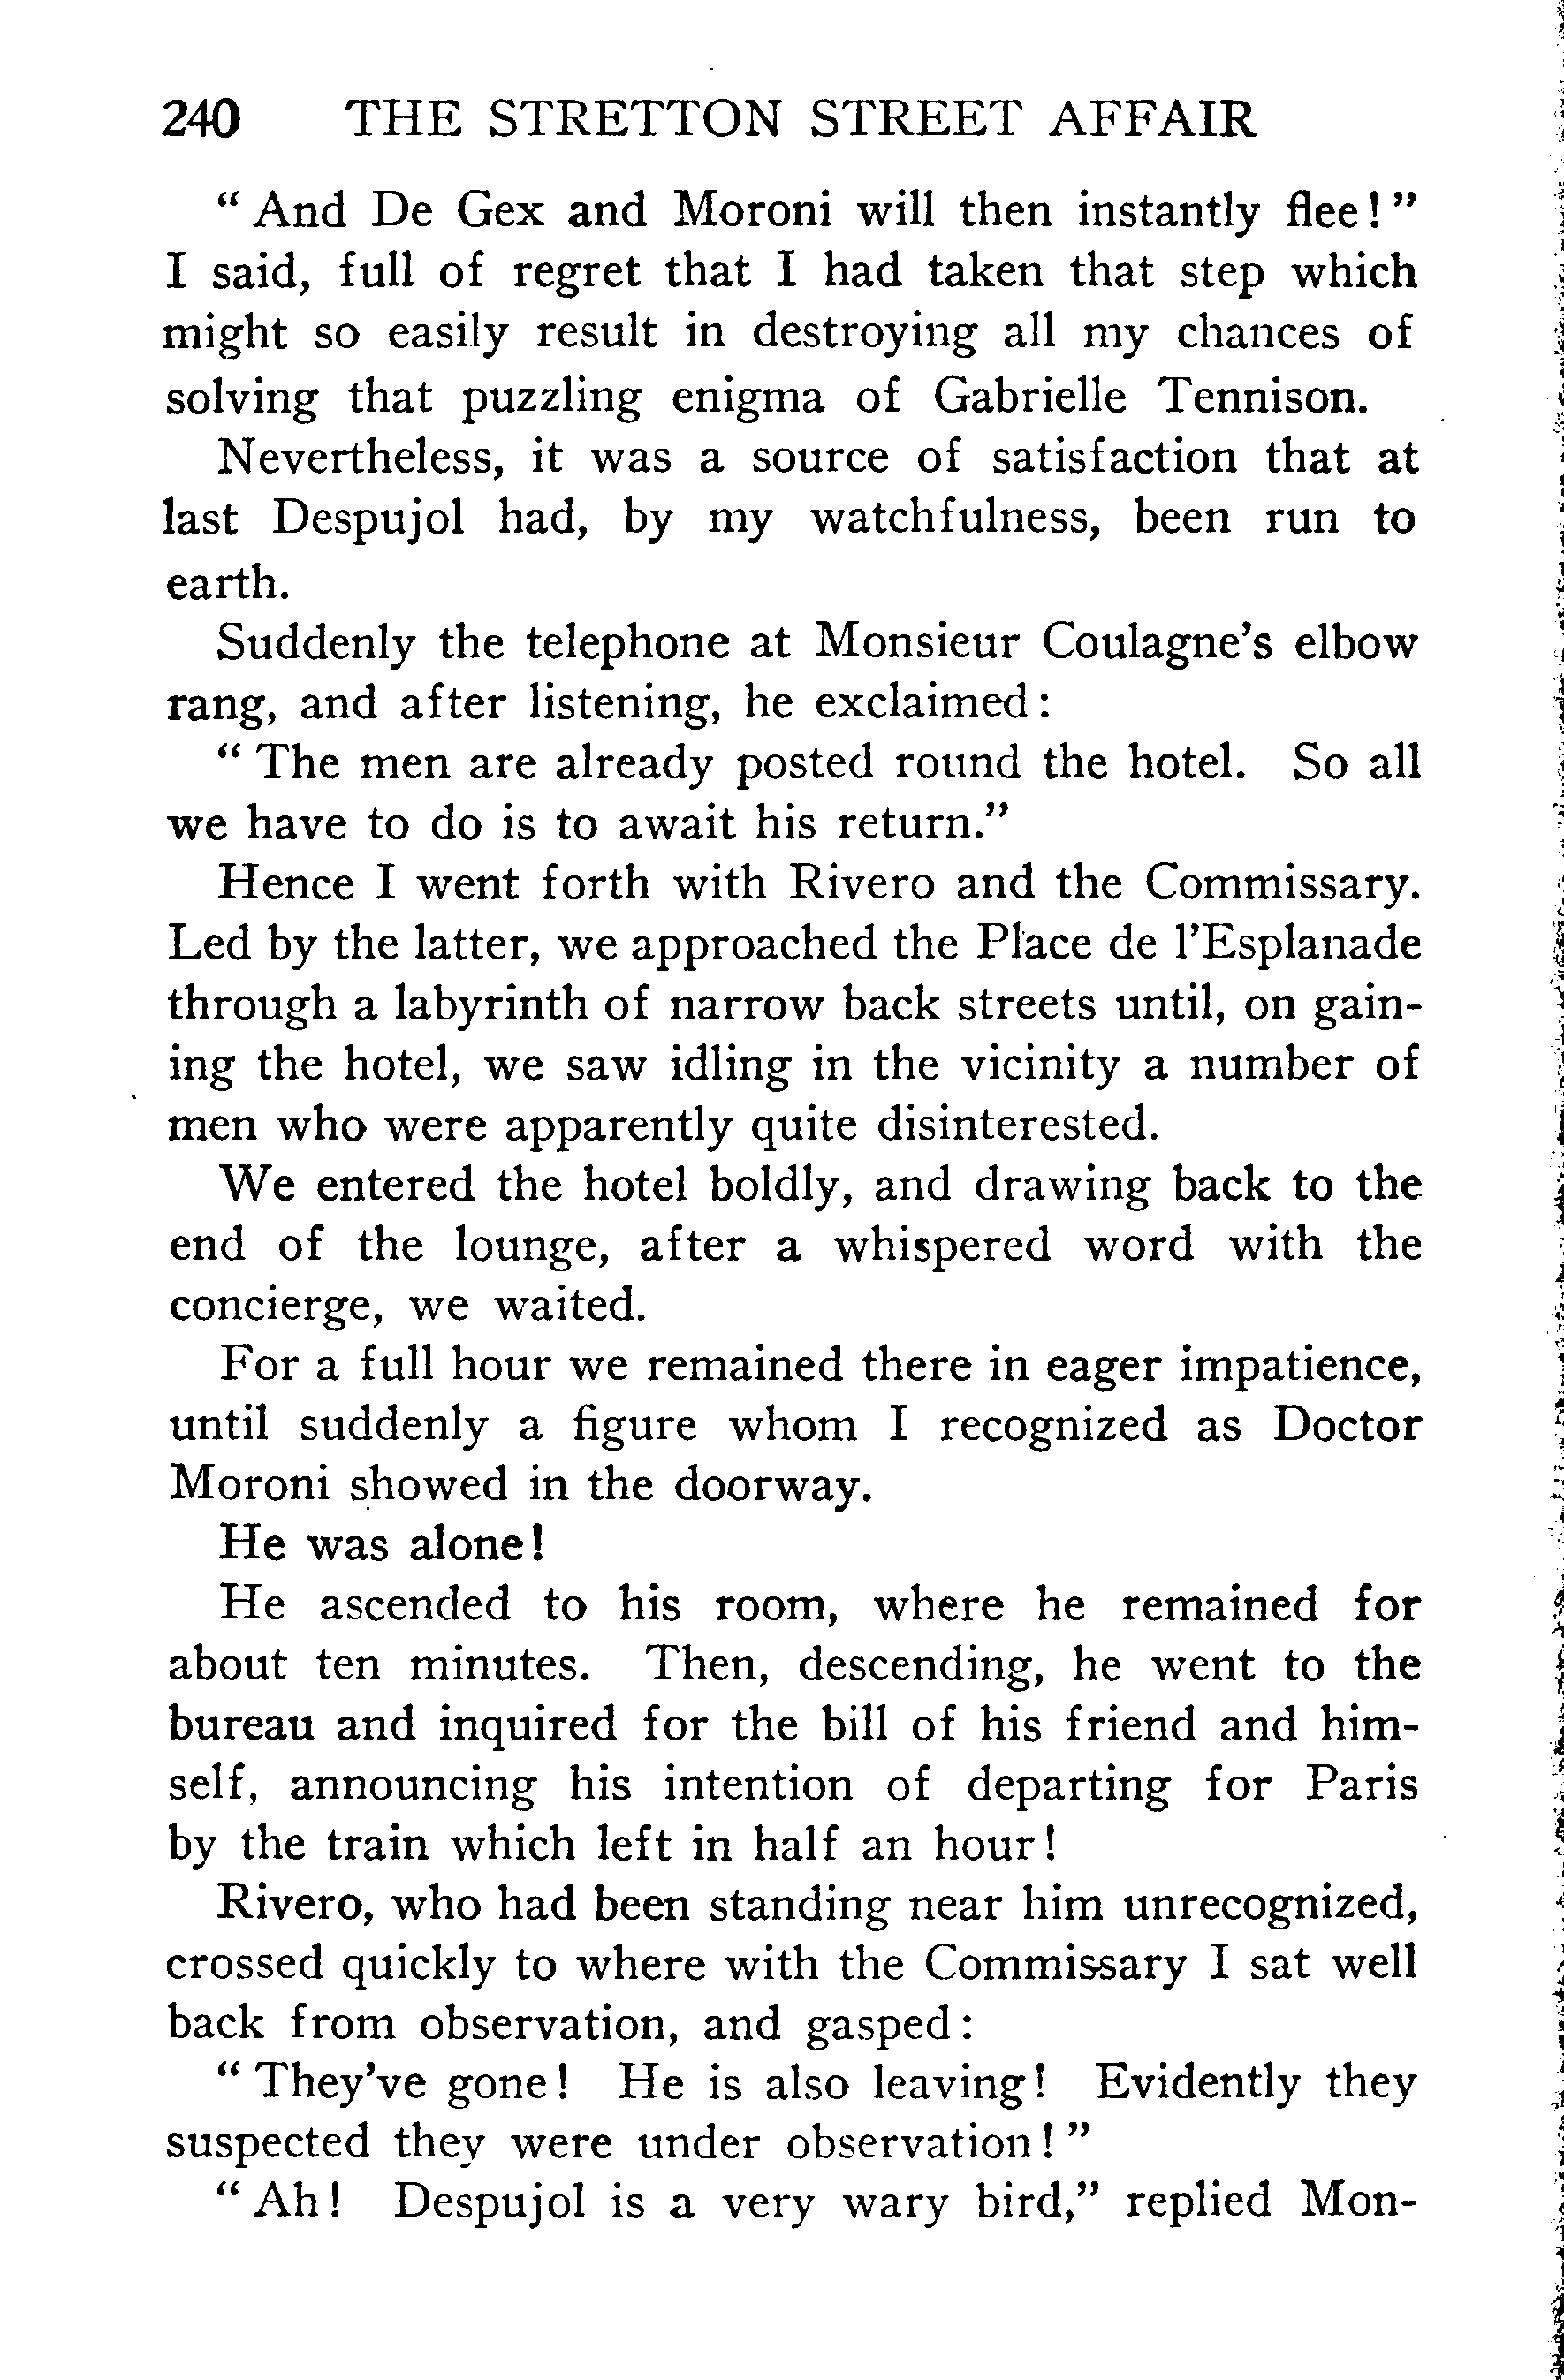 240 THE STRETTON STREET AFFAIR
“ And De Gex and Moroni will then instantly flee! ”
I said, full of regret that I had taken that step which
might so easily result in destroying all my chances of
solving that puzzling enigma of Gabrielle Tennison.
Nevertheless, it was a source of satisfaction that at
last Despujol had, by my watchfulness, been run to
earth.
Suddenly the telephone at Monsieur Coulagne’s elbow
rang, and after listening, he exclaimed:
“ The men are already posted round the hotel. So all
we have to do is to await his return.”
Hence I went forth with Rivero and the Commissary.
Led by the latter, we approached the Place de l’Esplanade
through a labyrinth of narrow back streets until, on gain-
ing the hotel, we saw idling in the vicinity a number of
men who were apparently quite disinterested.
We entered the hotel boldly, and drawing back to the
end of the lounge, after a whispered word with the
concierge, we waited.
For a full hour we remained there in eager impatience,
until suddenly a figure whom I recognized as Doctor
Moroni showed in the doorway.
He was alone!
He ascended to his room, where he remained for
about ten minutes. Then, descending, he went to the
bureau and inquired for the bill of his friend and him-
self, announcing his intention of departing for Paris
by the train which left in half an hour!
Rivero, who had been standing near him unrecognized,
crossed quickly to where with the Commissary I sat well
back from observation, and gasped:
“ They’ve gone! He is also leaving! Evidently they
suspected they were under observation! ”
“ Ah! Despujol is a very wary bird,” replied Mon-